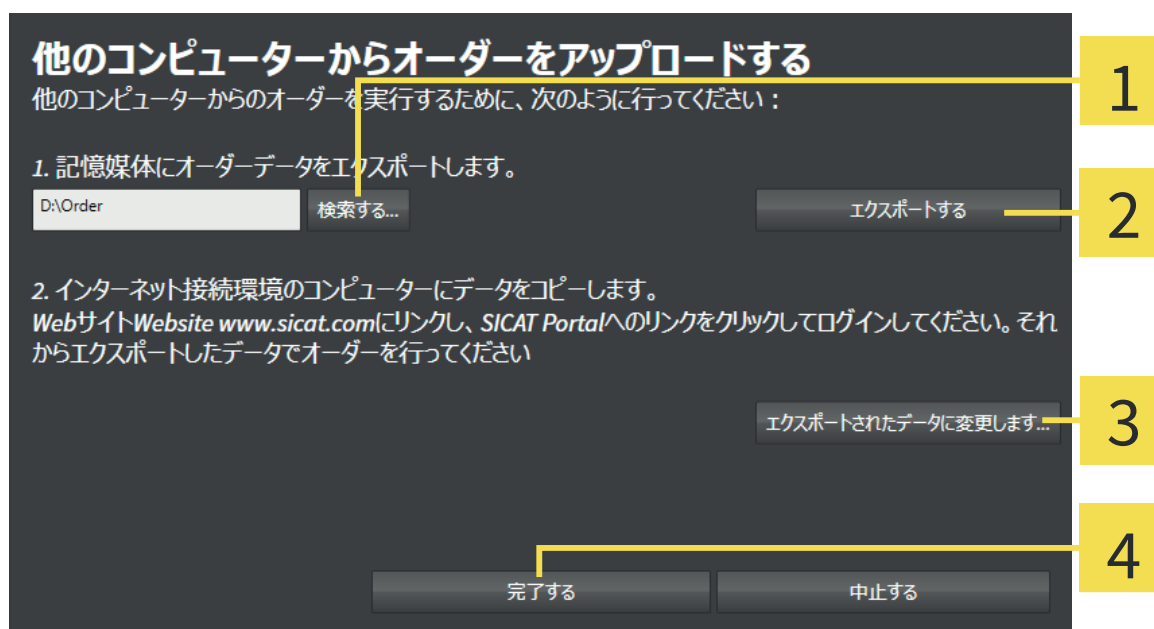 他のコンピューターからオーダーをアップロードする
他のコンピューターからのオーダーを実行するために、次のように行ってください：
1
1. 記憶媒体にオーダーデータをエクスポートします。
D:\Order
検索する...
エクスポートする
2
2. インターネット接続環境のコンピューターにデータをコピーします。
WebサイトWebsite www.sicat.comにリンクし、SICAT Portalへのリンクをクリックしてログインしてください。それ
からエクスポートしたデータでオーダーを行ってください
エクスポートされたデータに変更します...
3
完了する
中止する
4